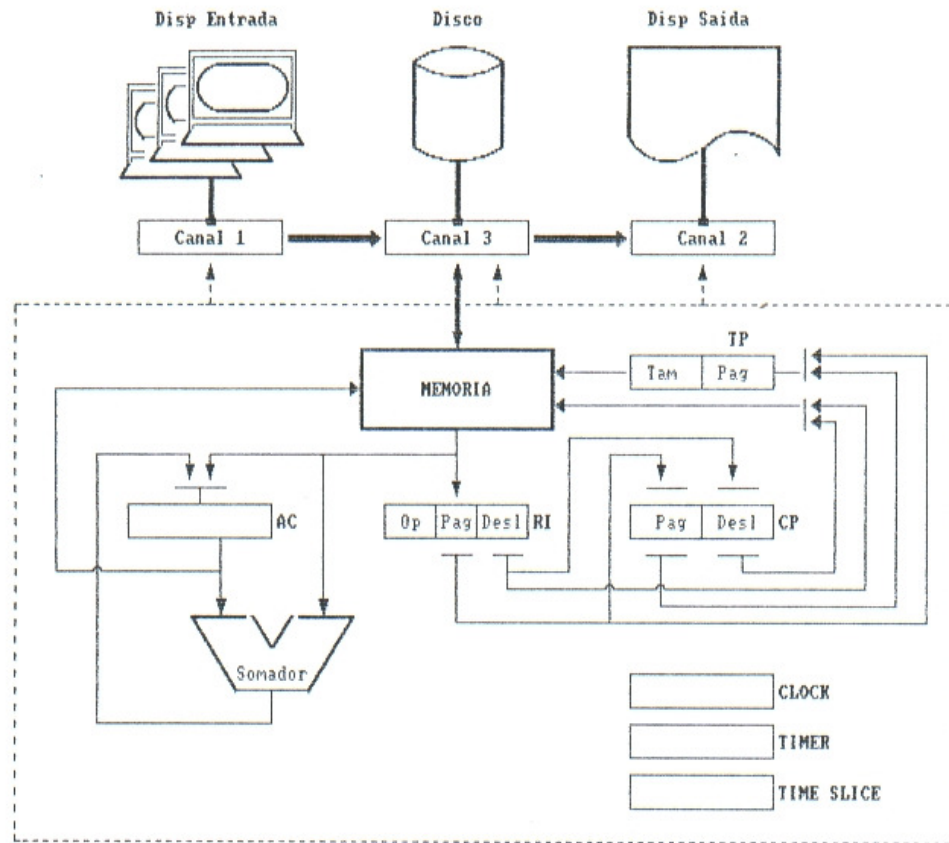 Disp Entrada
Disco
Disp Saida
Canal 1
Canal 3
Canal 2
TP
Tam Pag
MEMORIA
AC
Op Pag Desl RI
Pag Desl CP
Somador
CLOCK
TIMER
TIME SLICE